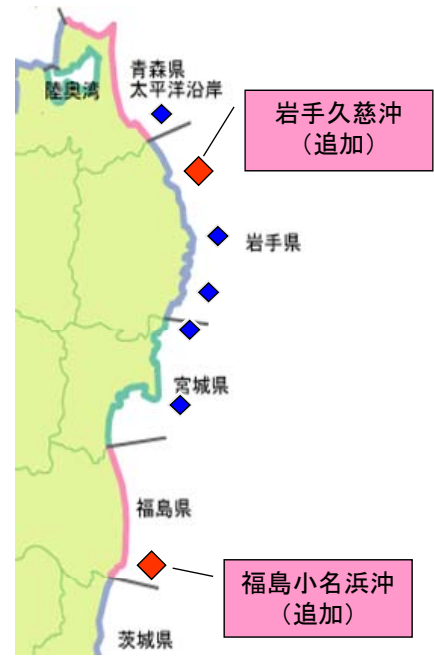 青森県
太平洋沿岸
陸奥湾
岩手久慈沖
（追加）
岩手県
宮城県
福島県
福島小名浜沖
（追加）
茨城県